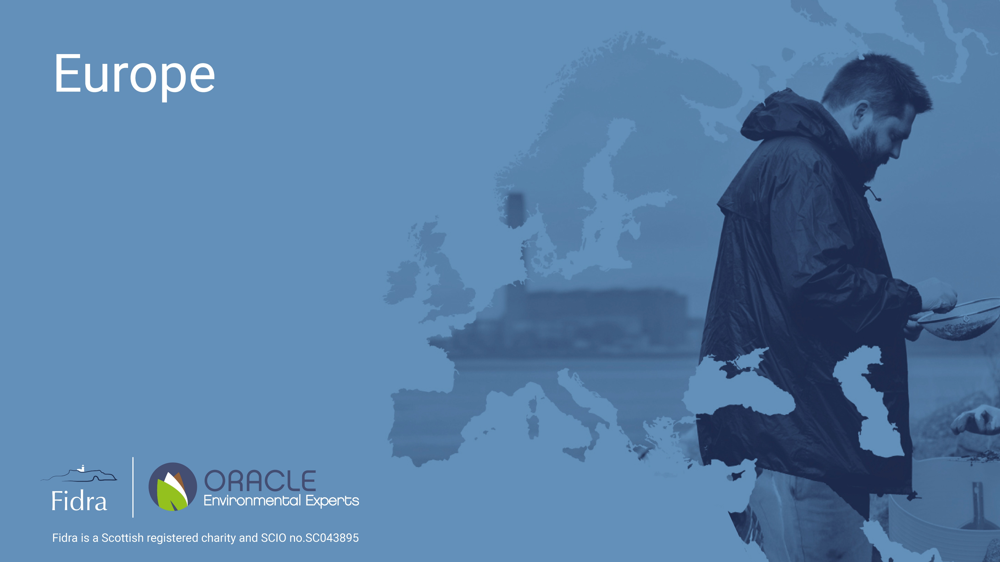 Europe
Fidra
ORACLE
Environmental Experts
Fidra is a Scottish registered charity and SCIO no.SC043895